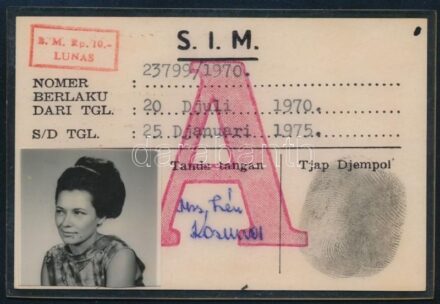 B. M. Rp. 10.-
LUNAS
S. I. M.
NOMER : 23799/1970.
BERLAKU
DARI TGL. : 20 Djuli 1970.
S/D TGL. : 25 Djanuari 1975.
A
Tanda tangan
Tjap Djempol
darabanth